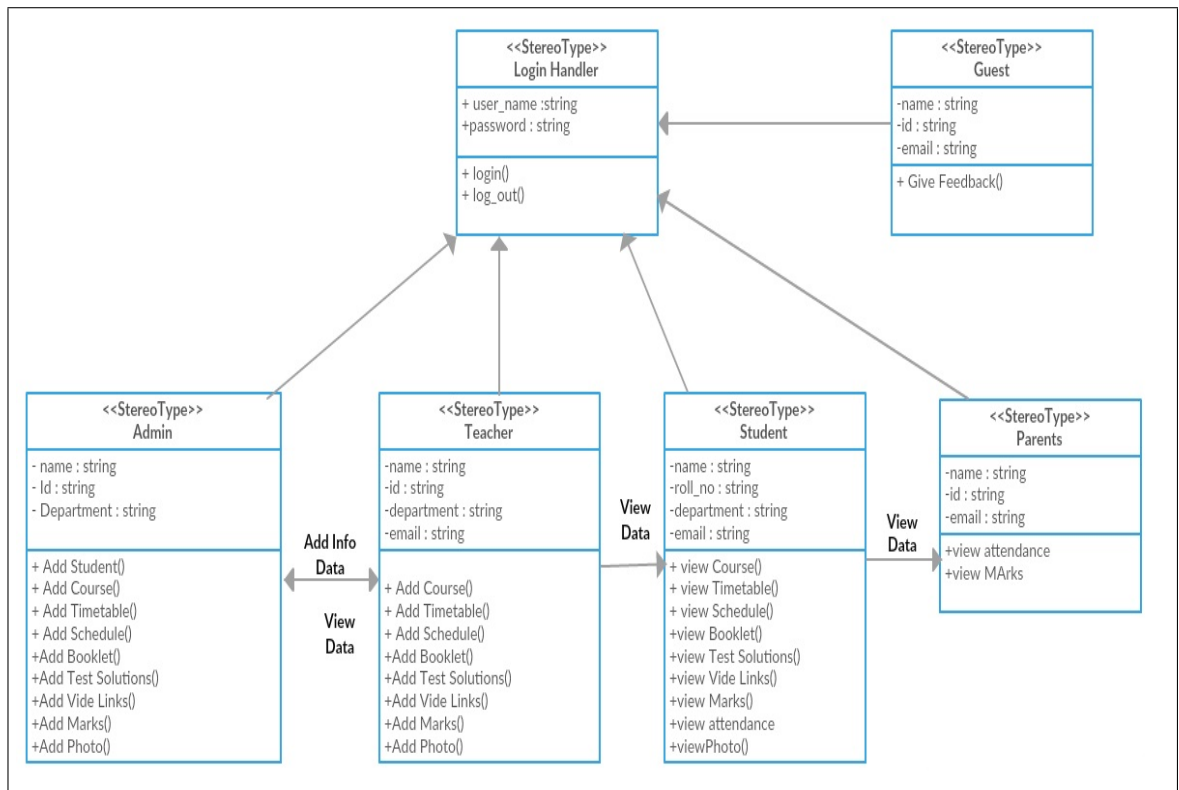 <<StereoType>>
Login Handler
+ user_name :string
+password : string
+ login()
+ log_out()
<<StereoType>>
Guest
-name : string
-id : string
-email : string
+ Give Feedback()
<<StereoType>>
Admin
- name : string
- Id : string
- Department : string
+ Add Student()
+ Add Course()
+ Add Timetable()
+ Add Schedule()
+Add Booklet()
+Add Test Solutions()
+Add Vide Links()
+Add Marks()
+Add Photo()
Add Info
Data
View
Data
<<StereoType>>
Teacher
-name : string
-id : string
-department : string
-email : string
+ Add Course()
+ Add Timetable()
+ Add Schedule()
+Add Booklet()
+Add Test Solutions()
+Add Vide Links()
+Add Marks()
+Add Photo()
View
Data
<<StereoType>>
Student
-name : string
-roll_no : string
-department : string
-email : string
+ view Course()
+ view Timetable()
+ view Schedule()
+view Booklet()
+view Test Solutions()
+view Vide Links()
+view Marks()
+view attendance
+viewPhoto()
View
Data
<<StereoType>>
Parents
-name : string
-id : string
-email : string
+view attendance
+view MArks